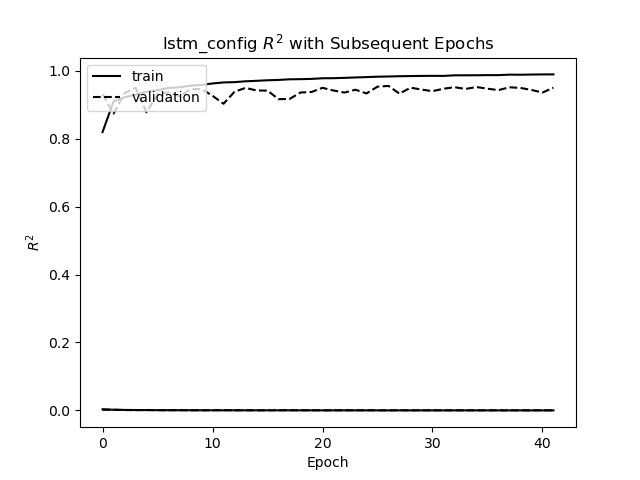 lstm_config $R^2$ with Subsequent Epochs
train
validation
1.0
0.8
0.6
0.4
0.2
0.0
$R^2$
0 10 20 30 40
Epoch